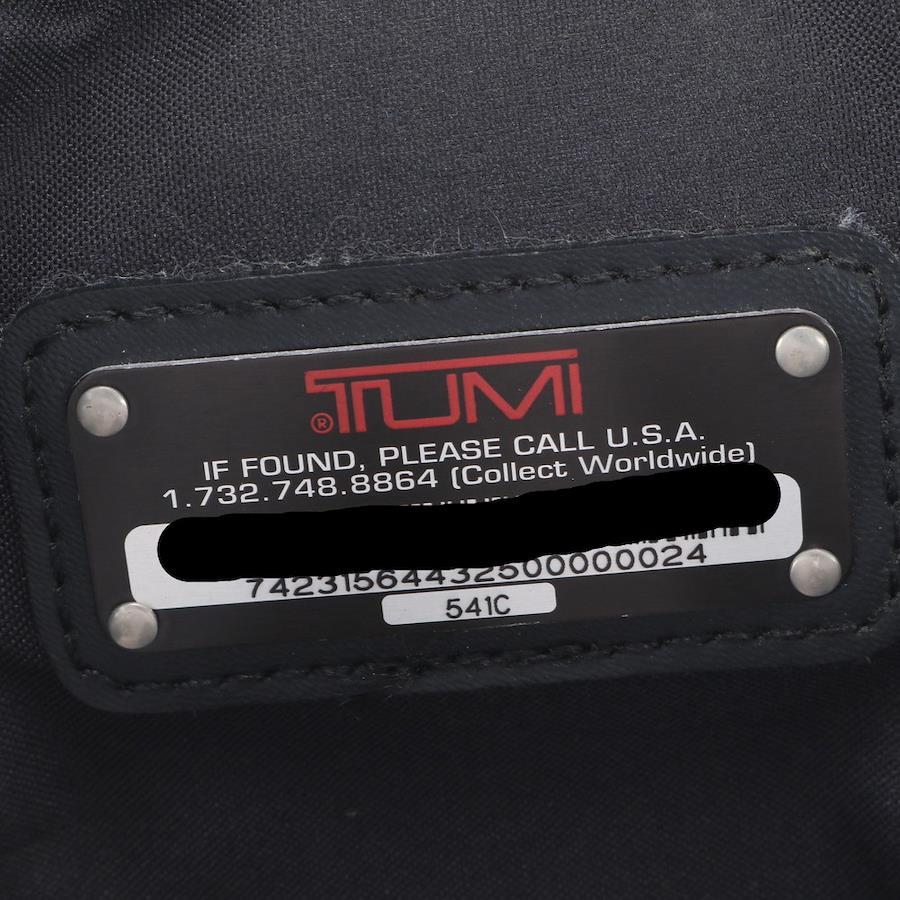 TUMI®
IF FOUND, PLEASE CALL U.S.A.
1.732.748.8864 (Collect Worldwide)
74231564432500000024
541C